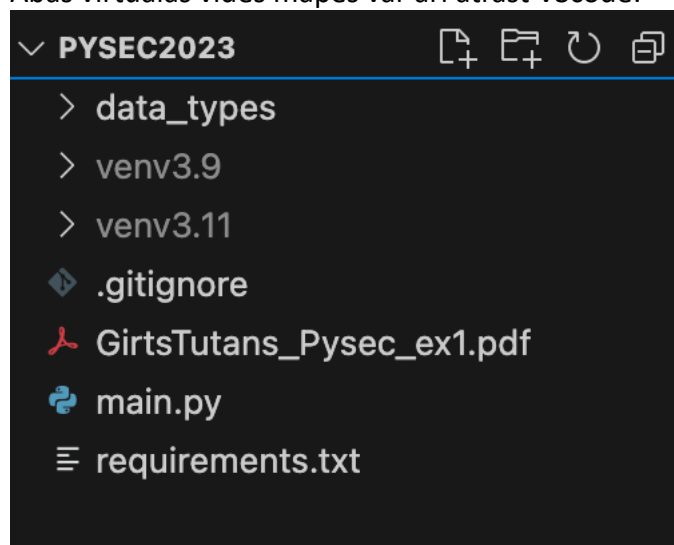 PYSEC2023
data_types
venv3.9
venv3.11
.gitignore
GirtsTutans_Pysec_ex1.pdf
main.py
requirements.txt